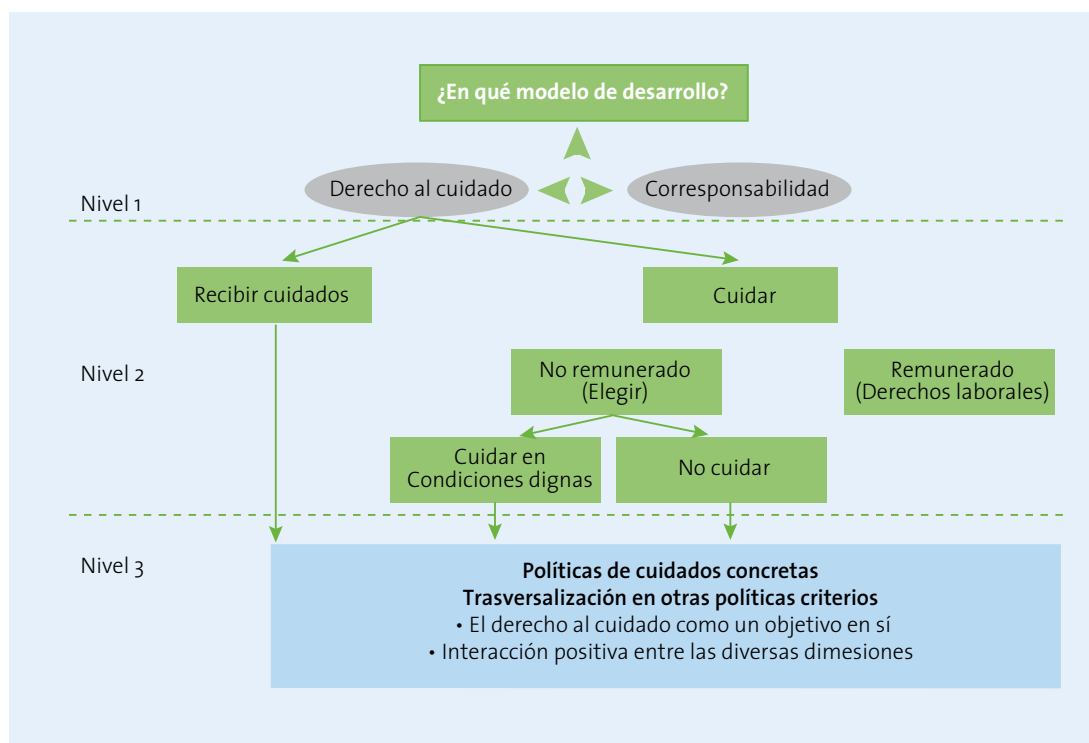 ¿En qué modelo de desarrollo?
Derecho al cuidado
Corresponsabilidad
Nivel 1
Recibir cuidados
Cuidar
Nivel 2
No remunerado
(Elegir)
Remunerado
(Derechos laborales)
Cuidar en
Condiciones dignas
No cuidar
Nivel 3
Políticas de cuidados concretas
Trasversalización en otras políticas criterios
• El derecho al cuidado como un objetivo en sí
• Interacción positiva entre las diversas dimesiones